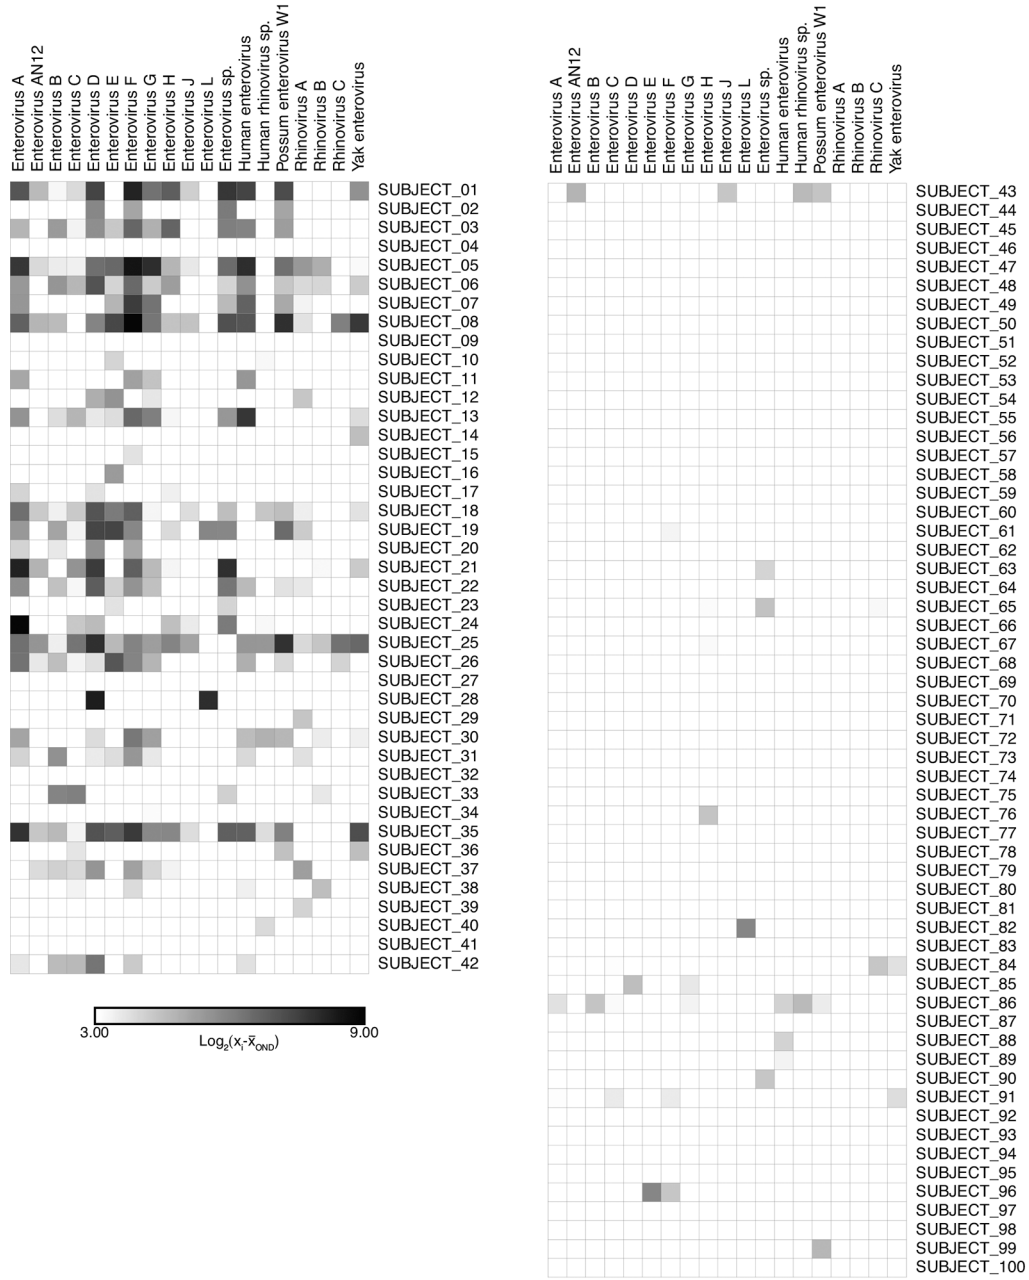 Enterovirus A
Enterovirus AN12
Enterovirus B
Enterovirus C
Enterovirus D
Enterovirus E
Enterovirus F
Enterovirus G
Enterovirus H
Enterovirus J
Enterovirus L
Enterovirus sp.
Human enterovirus
Human rhinovirus sp.
Possum enterovirus W1
Rhinovirus A
Rhinovirus B
Rhinovirus C
Yak enterovirus
SUBJECT_01
SUBJECT_02
SUBJECT_03
SUBJECT_04
SUBJECT_05
SUBJECT_06
SUBJECT_07
SUBJECT_08
SUBJECT_09
SUBJECT_10
SUBJECT_11
SUBJECT_12
SUBJECT_13
SUBJECT_14
SUBJECT_15
SUBJECT_16
SUBJECT_17
SUBJECT_18
SUBJECT_19
SUBJECT_20
SUBJECT_21
SUBJECT_22
SUBJECT_23
SUBJECT_24
SUBJECT_25
SUBJECT_26
SUBJECT_27
SUBJECT_28
SUBJECT_29
SUBJECT_30
SUBJECT_31
SUBJECT_32
SUBJECT_33
SUBJECT_34
SUBJECT_35
SUBJECT_36
SUBJECT_37
SUBJECT_38
SUBJECT_39
SUBJECT_40
SUBJECT_41
SUBJECT_42
3.00 9.00
Log₂(xᵢ-x̄OND)
Enterovirus A
Enterovirus AN12
Enterovirus B
Enterovirus C
Enterovirus D
Enterovirus E
Enterovirus F
Enterovirus G
Enterovirus H
Enterovirus J
Enterovirus L
Enterovirus sp.
Human enterovirus
Human rhinovirus sp.
Possum enterovirus W1
Rhinovirus A
Rhinovirus B
Rhinovirus C
Yak enterovirus
SUBJECT_43
SUBJECT_44
SUBJECT_45
SUBJECT_46
SUBJECT_47
SUBJECT_48
SUBJECT_49
SUBJECT_50
SUBJECT_51
SUBJECT_52
SUBJECT_53
SUBJECT_54
SUBJECT_55
SUBJECT_56
SUBJECT_57
SUBJECT_58
SUBJECT_59
SUBJECT_60
SUBJECT_61
SUBJECT_62
SUBJECT_63
SUBJECT_64
SUBJECT_65
SUBJECT_66
SUBJECT_67
SUBJECT_68
SUBJECT_69
SUBJECT_70
SUBJECT_71
SUBJECT_72
SUBJECT_73
SUBJECT_74
SUBJECT_75
SUBJECT_76
SUBJECT_77
SUBJECT_78
SUBJECT_79
SUBJECT_80
SUBJECT_81
SUBJECT_82
SUBJECT_83
SUBJECT_84
SUBJECT_85
SUBJECT_86
SUBJECT_87
SUBJECT_88
SUBJECT_89
SUBJECT_90
SUBJECT_91
SUBJECT_92
SUBJECT_93
SUBJECT_94
SUBJECT_95
SUBJECT_96
SUBJECT_97
SUBJECT_98
SUBJECT_99
SUBJECT_100